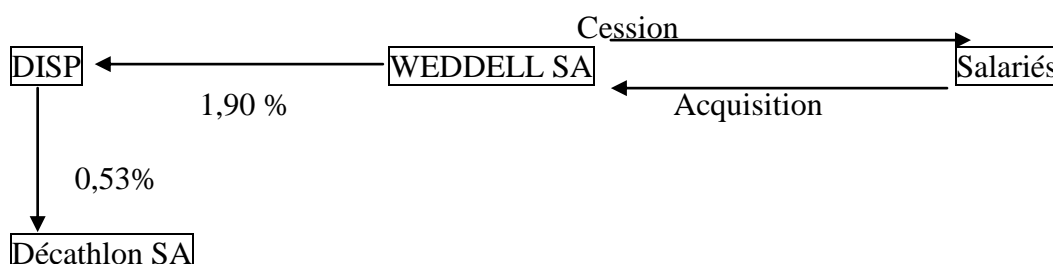 Cession
DISP WEDDELL SA Salariés
1,90 % Acquisition
0,53%
Décathlon SA